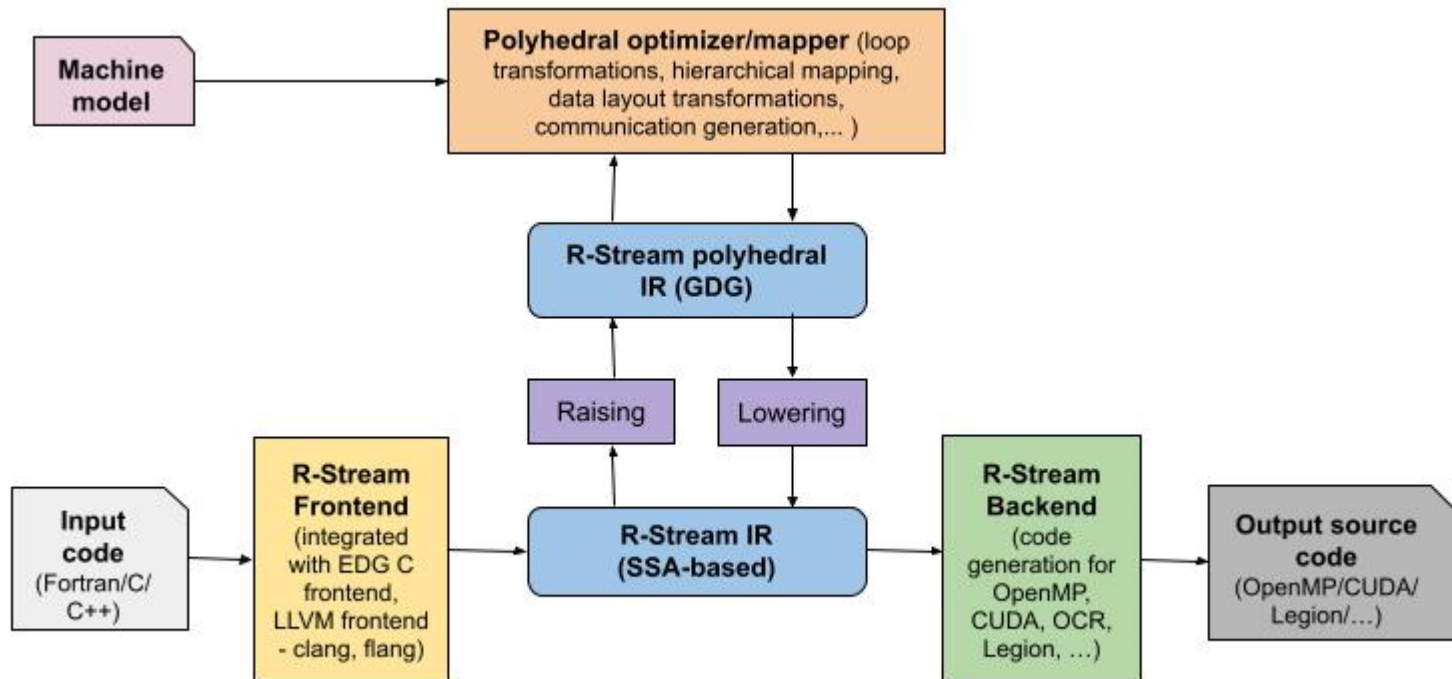 Machine
model
Polyhedral optimizer/mapper (loop
transformations, hierarchical mapping,
data layout transformations,
communication generation,... )
R-Stream polyhedral
IR (GDG)
Raising
Lowering
Input
code
(Fortran/C/
C++)
R-Stream
Frontend
(integrated
with EDG C
frontend,
LLVM frontend
- clang, flang)
R-Stream IR
(SSA-based)
R-Stream
Backend
(code
generation for
OpenMP,
CUDA, OCR,
Legion, ...)
Output source
code
(OpenMP/CUDA/
Legion/...)